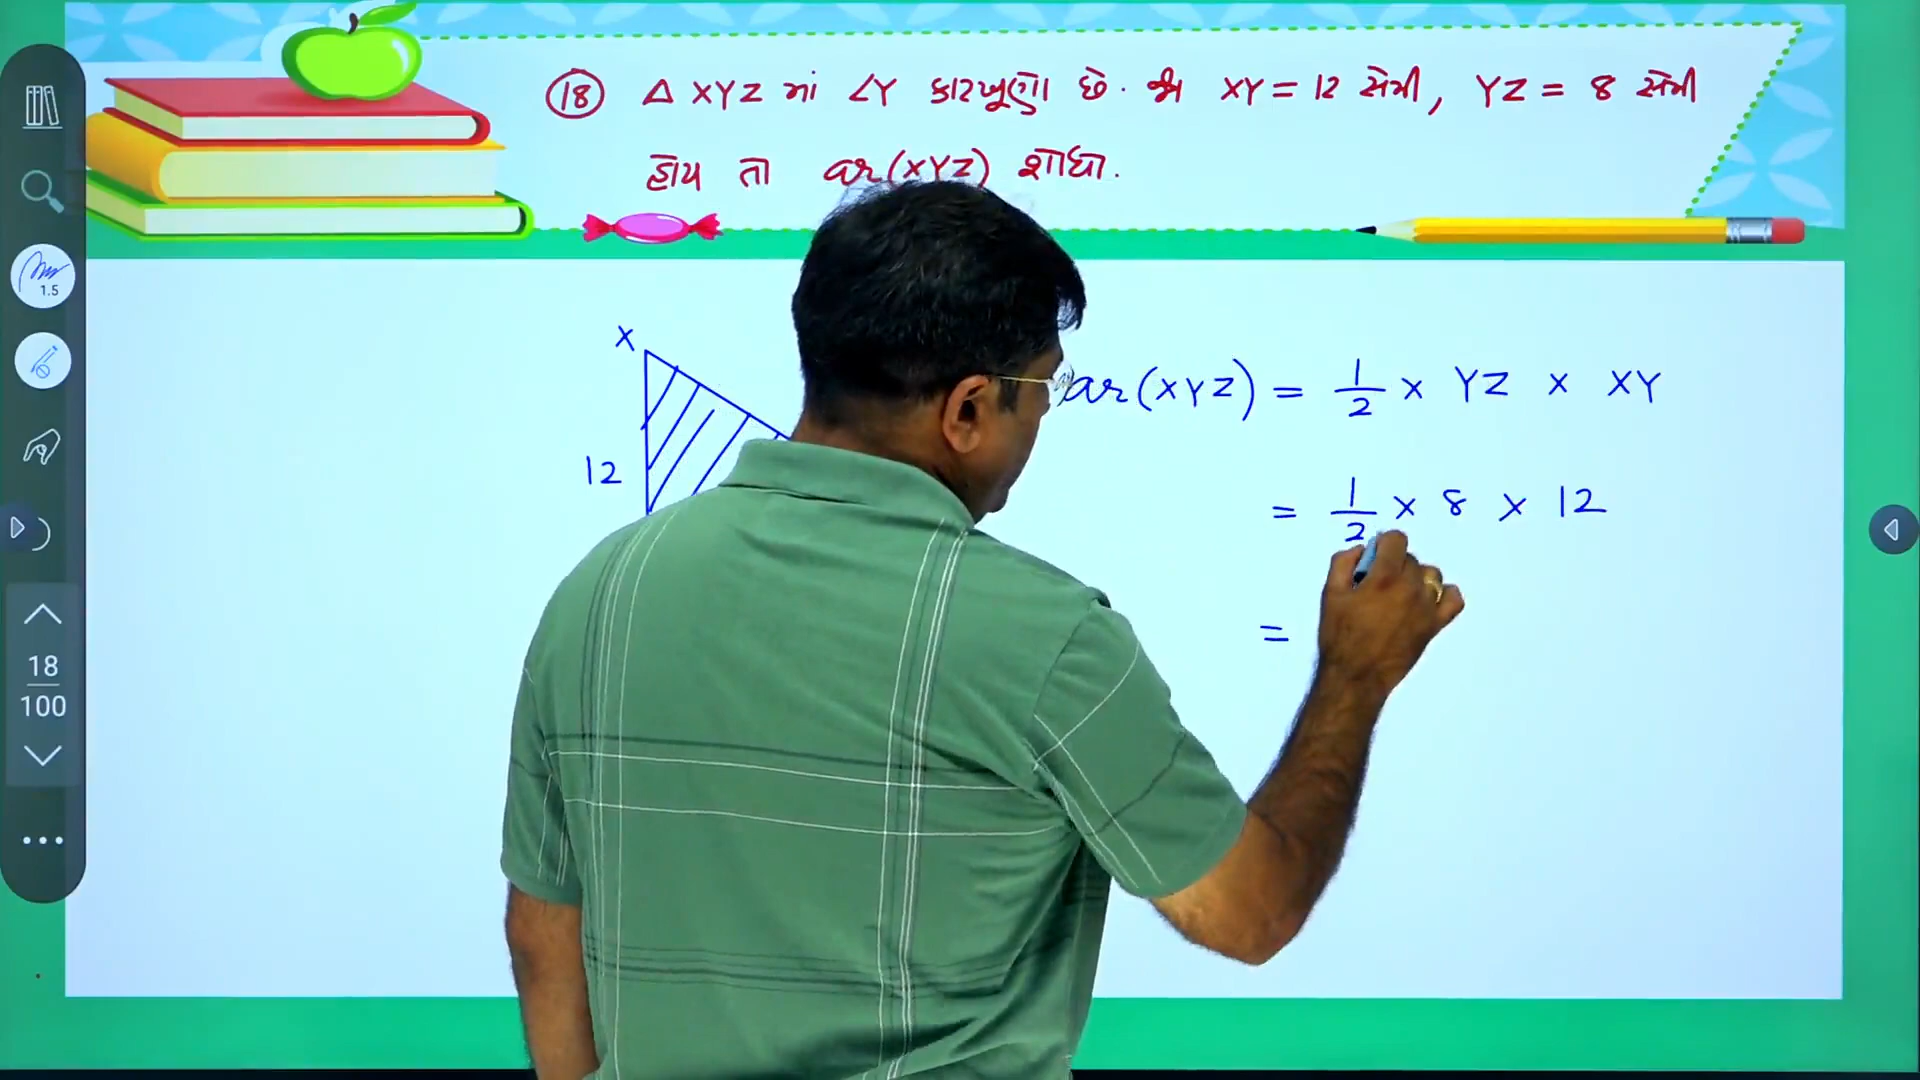 (18) △ XYZ માં ∠Y કાટખૂણો છે. જો XY = 12 સેમી, YZ = 8 સેમી
હોય તો ar(XYZ) શોધો.
X
12
ar(XYZ) = 1/2 × YZ × XY
= 1/2 × 8 × 12
=
1.5
18
100